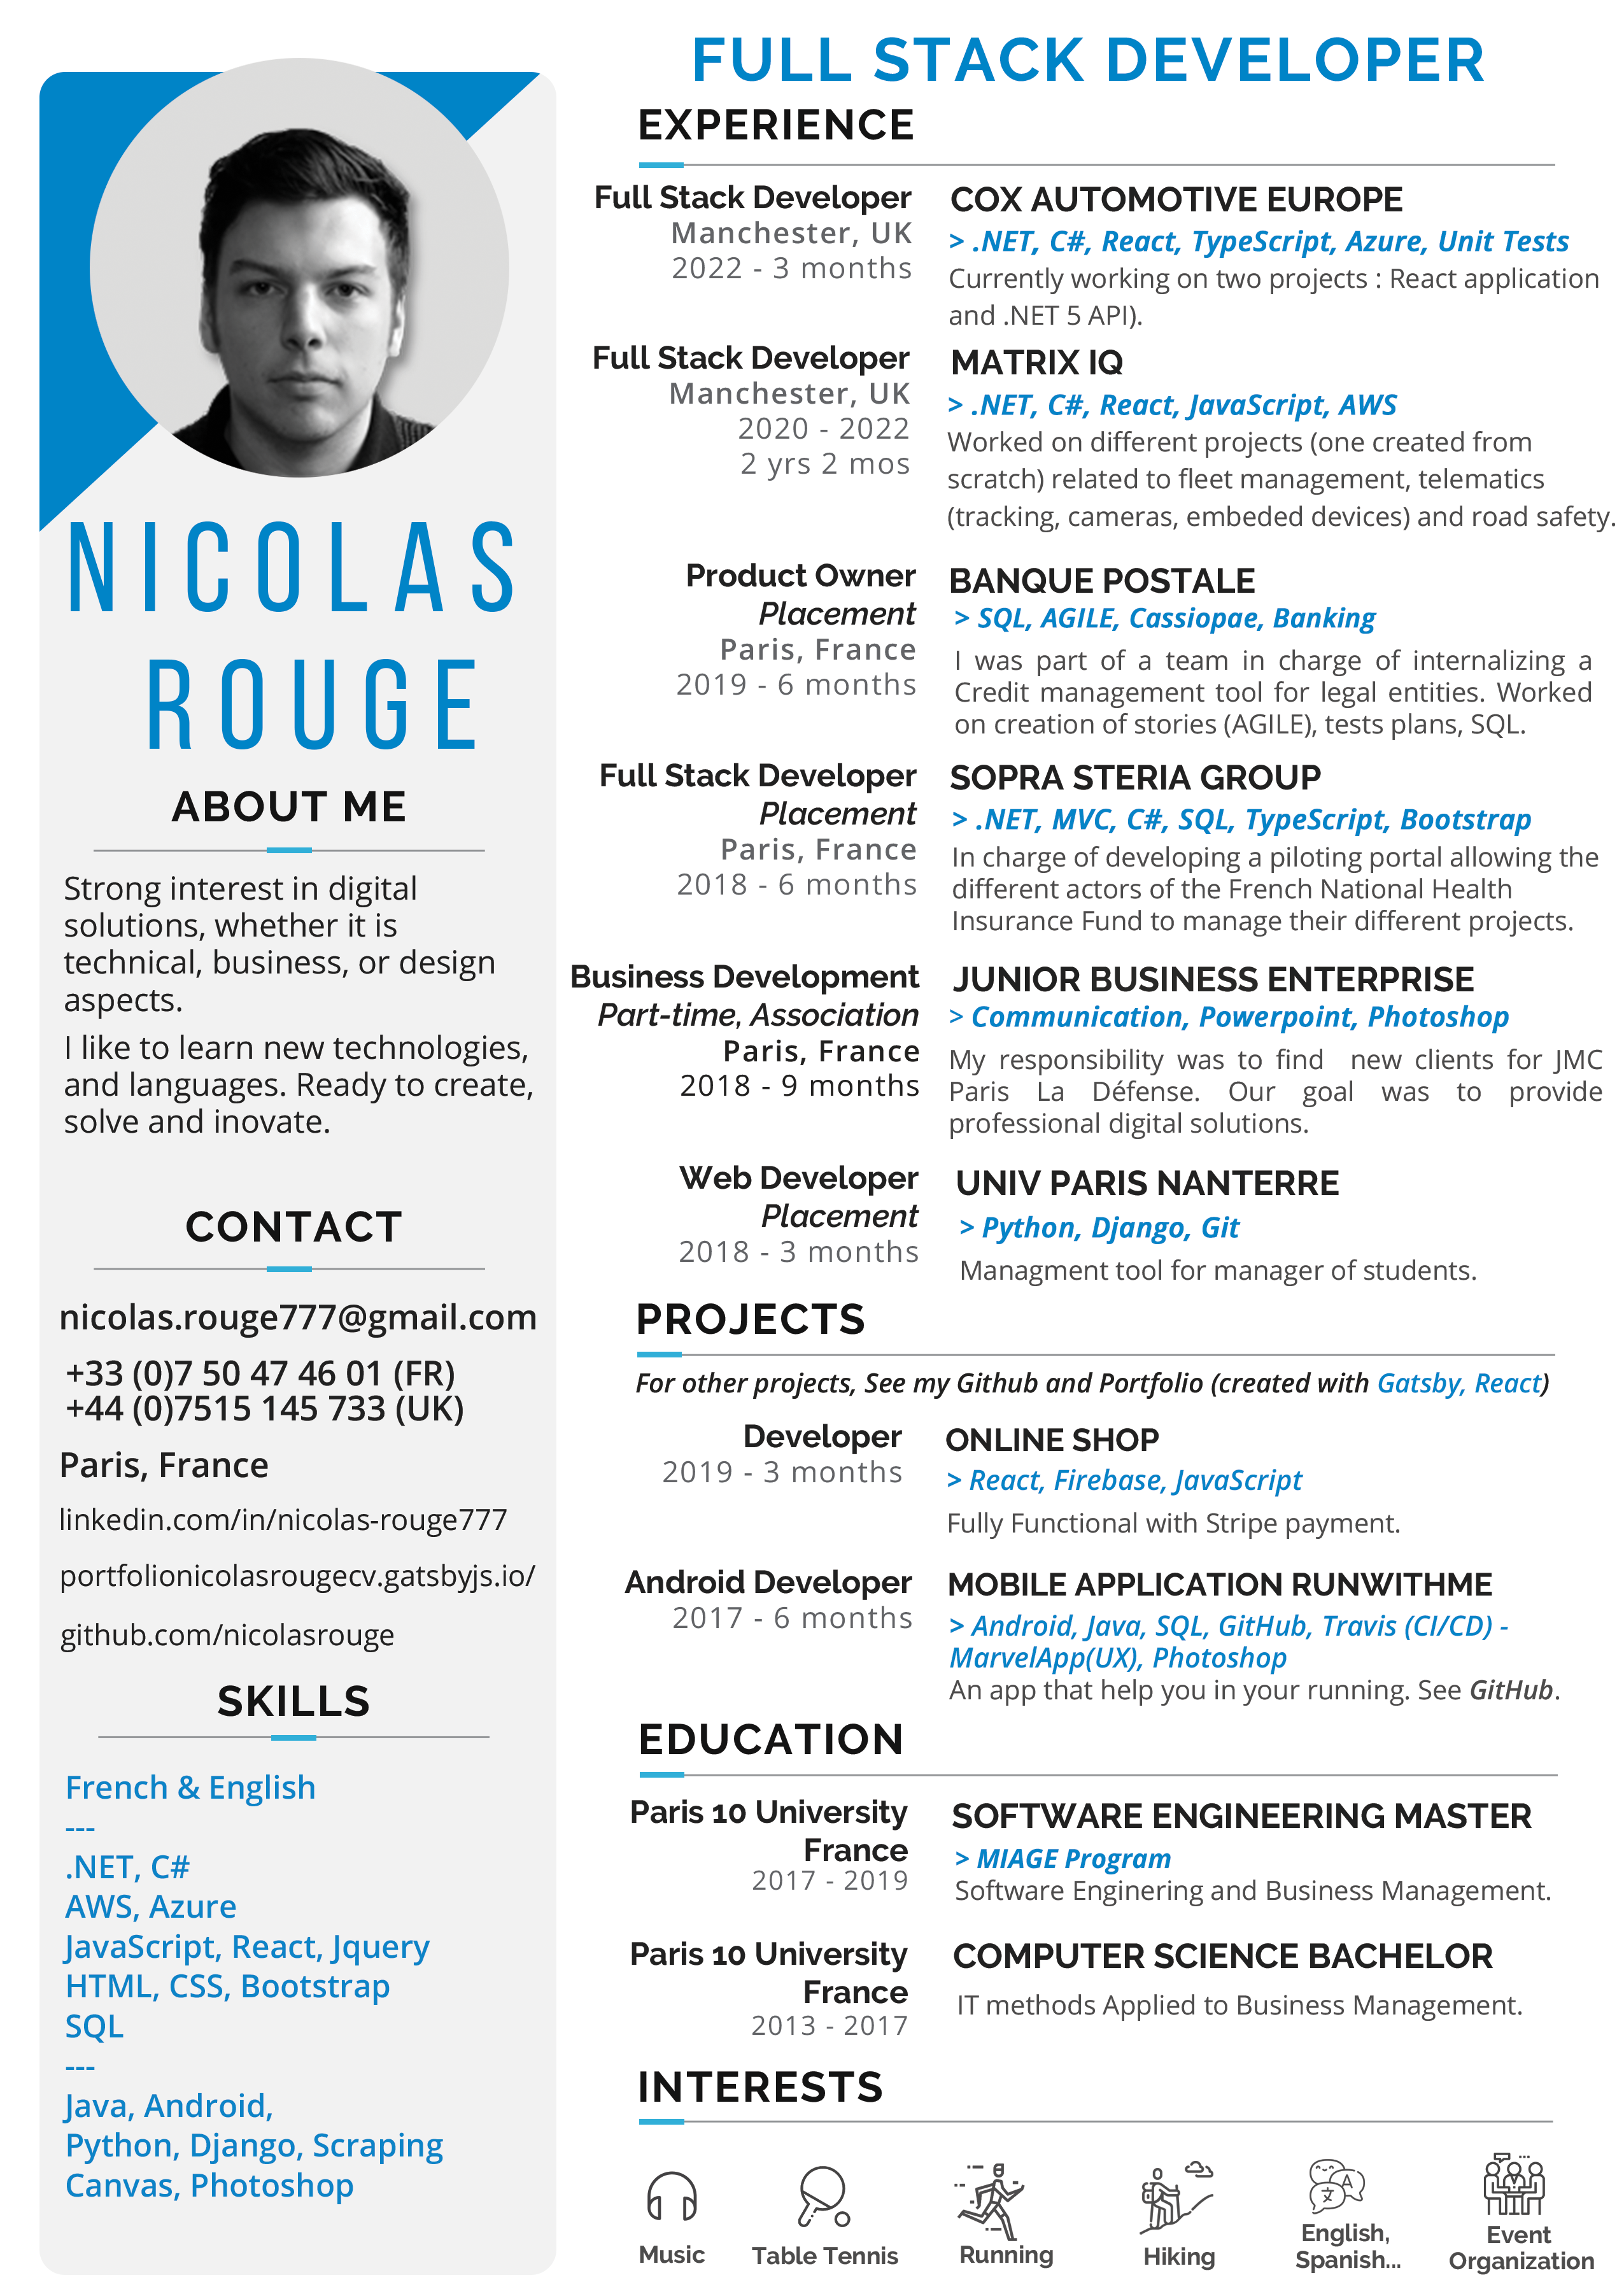 NICOLAS
ROUGE
ABOUT ME
Strong interest in digital
solutions, whether it is
technical, business, or design
aspects.
I like to learn new technologies,
and languages. Ready to create,
solve and inovate.
CONTACT
nicolas.rouge777@gmail.com
+33 (0)7 50 47 46 01 (FR)
+44 (0)7515 145 733 (UK)
Paris, France
linkedin.com/in/nicolas-rouge777
portfolionicolasrougecv.gatsbyjs.io/
github.com/nicolasrouge
SKILLS
French & English
---
.NET, C#
AWS, Azure
JavaScript, React, Jquery
HTML, CSS, Bootstrap
SQL
---
Java, Android,
Python, Django, Scraping
Canvas, Photoshop
FULL STACK DEVELOPER
EXPERIENCE
Full Stack Developer
Manchester, UK
2022 - 3 months
COX AUTOMOTIVE EUROPE
> .NET, C#, React, TypeScript, Azure, Unit Tests
Currently working on two projects : React application
and .NET 5 API).
Full Stack Developer
Manchester, UK
2020 - 2022
2 yrs 2 mos
MATRIX IQ
> .NET, C#, React, JavaScript, AWS
Worked on different projects (one created from
scratch) related to fleet management, telematics
(tracking, cameras, embeded devices) and road safety.
Product Owner
Placement
Paris, France
2019 - 6 months
BANQUE POSTALE
> SQL, AGILE, Cassiopae, Banking
I was part of a team in charge of internalizing a
Credit management tool for legal entities. Worked
on creation of stories (AGILE), tests plans, SQL.
Full Stack Developer
Placement
Paris, France
2018 - 6 months
SOPRA STERIA GROUP
> .NET, MVC, C#, SQL, TypeScript, Bootstrap
In charge of developing a piloting portal allowing the
different actors of the French National Health
Insurance Fund to manage their different projects.
Business Development
Part-time, Association
Paris, France
2018 - 9 months
JUNIOR BUSINESS ENTERPRISE
> Communication, Powerpoint, Photoshop
My responsibility was to find new clients for JMC
Paris La Défense. Our goal was to provide
professional digital solutions.
Web Developer
Placement
2018 - 3 months
UNIV PARIS NANTERRE
> Python, Django, Git
Managment tool for manager of students.
PROJECTS
For other projects, See my Github and Portfolio (created with Gatsby, React)
Developer
2019 - 3 months
ONLINE SHOP
> React, Firebase, JavaScript
Fully Functional with Stripe payment.
Android Developer
2017 - 6 months
MOBILE APPLICATION RUNWITHME
> Android, Java, SQL, GitHub, Travis (CI/CD) -
MarvelApp(UX), Photoshop
An app that help you in your running. See GitHub.
EDUCATION
Paris 10 University
France
2017 - 2019
SOFTWARE ENGINEERING MASTER
> MIAGE Program
Software Enginering and Business Management.
Paris 10 University
France
2013 - 2017
COMPUTER SCIENCE BACHELOR
IT methods Applied to Business Management.
INTERESTS
Music
Table Tennis
Running
Hiking
English,
Spanish...
Event
Organization